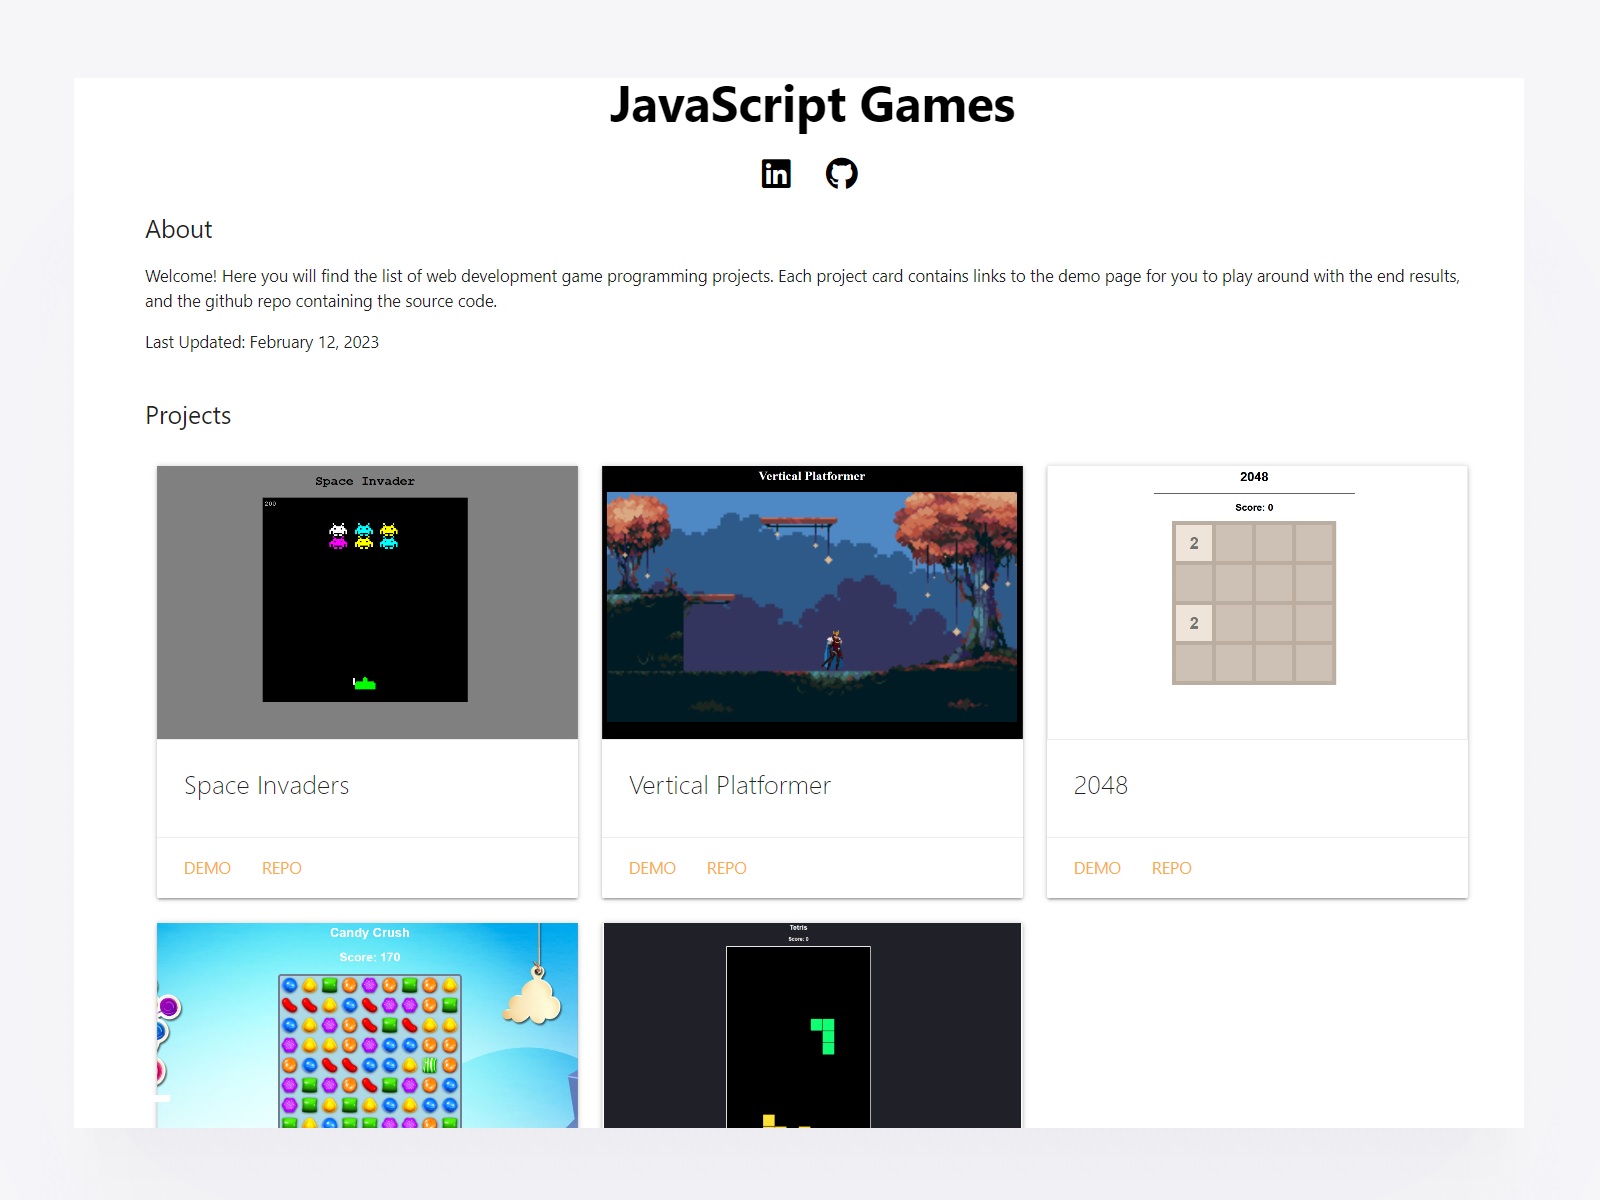 JavaScript Games
in
About
Welcome! Here you will find the list of web development game programming projects. Each project card contains links to the demo page for you to play around with the end results,
and the github repo containing the source code.
Last Updated: February 12, 2023
Projects
Space Invader
200
Vertical Platformer
2048
Score: 0
2
2
Space Invaders
Vertical Platformer
2048
DEMO REPO
DEMO REPO
DEMO REPO
Candy Crush
Score: 170
Tetris
Score: 0